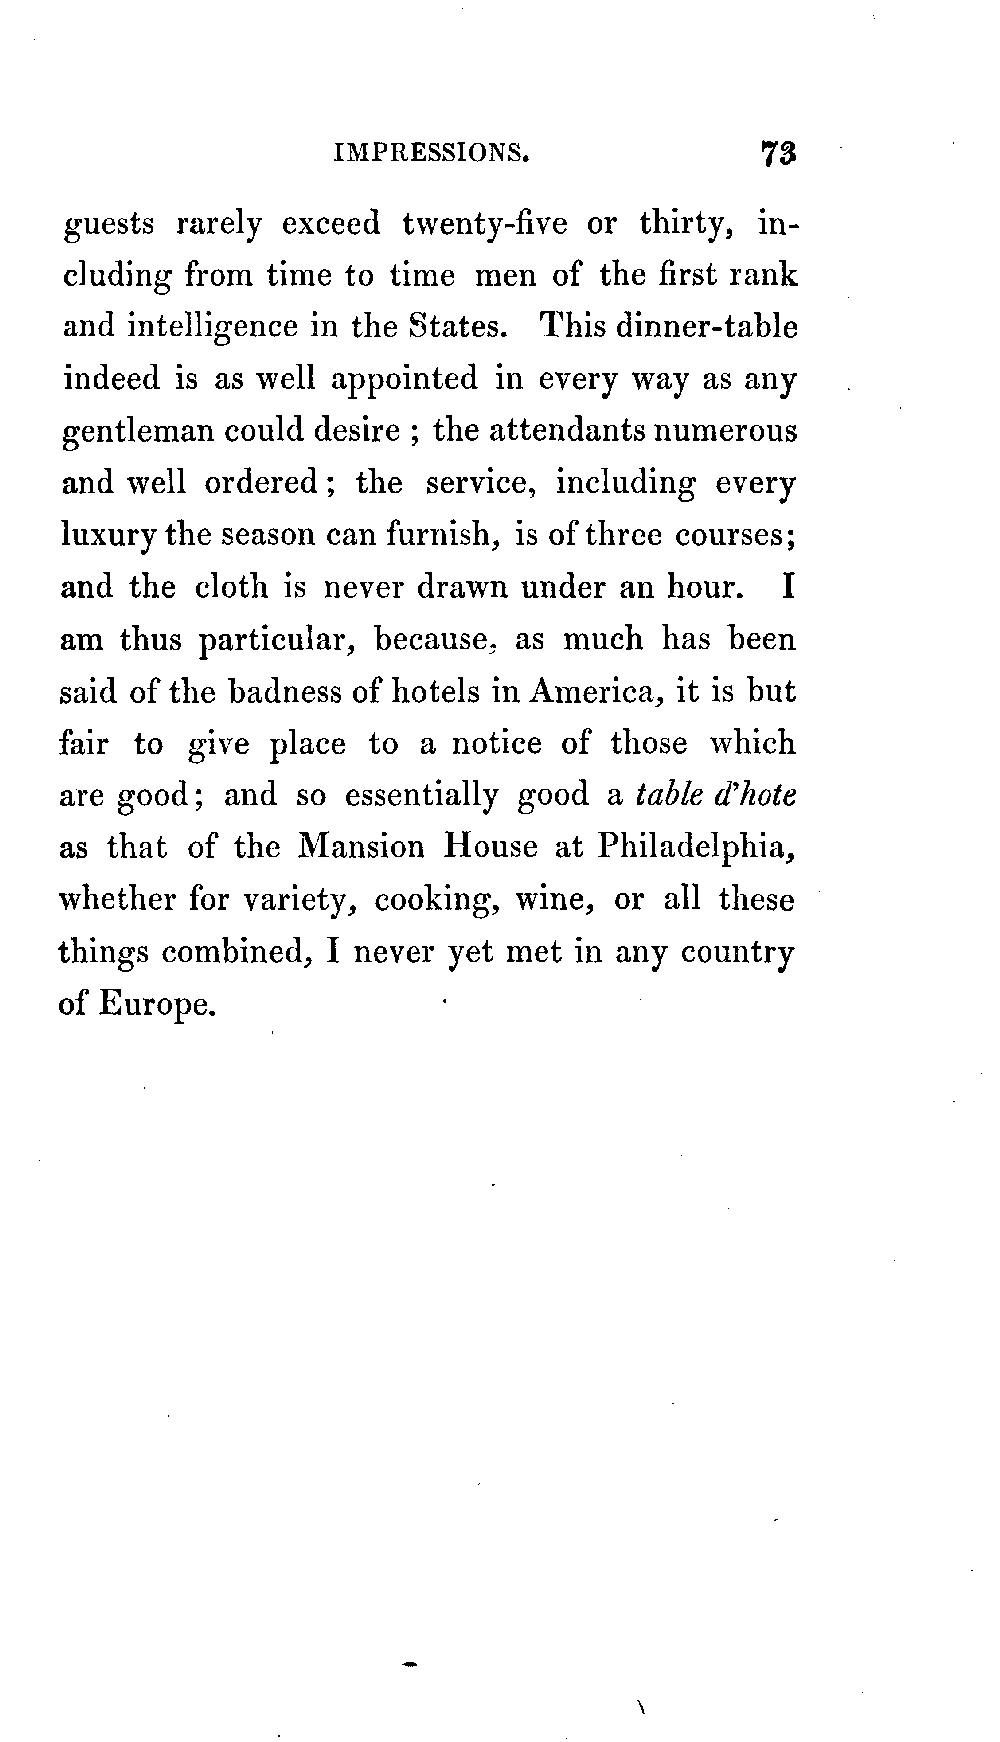 IMPRESSIONS. 73
guests rarely exceed twenty-five or thirty, in-
cluding from time to time men of the first rank
and intelligence in the States. This dinner-table
indeed is as well appointed in every way as any
gentleman could desire ; the attendants numerous
and well ordered ; the service, including every
luxury the season can furnish, is of three courses;
and the cloth is never drawn under an hour. I
am thus particular, because, as much has been
said of the badness of hotels in America, it is but
fair to give place to a notice of those which
are good; and so essentially good a table d'hote
as that of the Mansion House at Philadelphia,
whether for variety, cooking, wine, or all these
things combined, I never yet met in any country
of Europe.